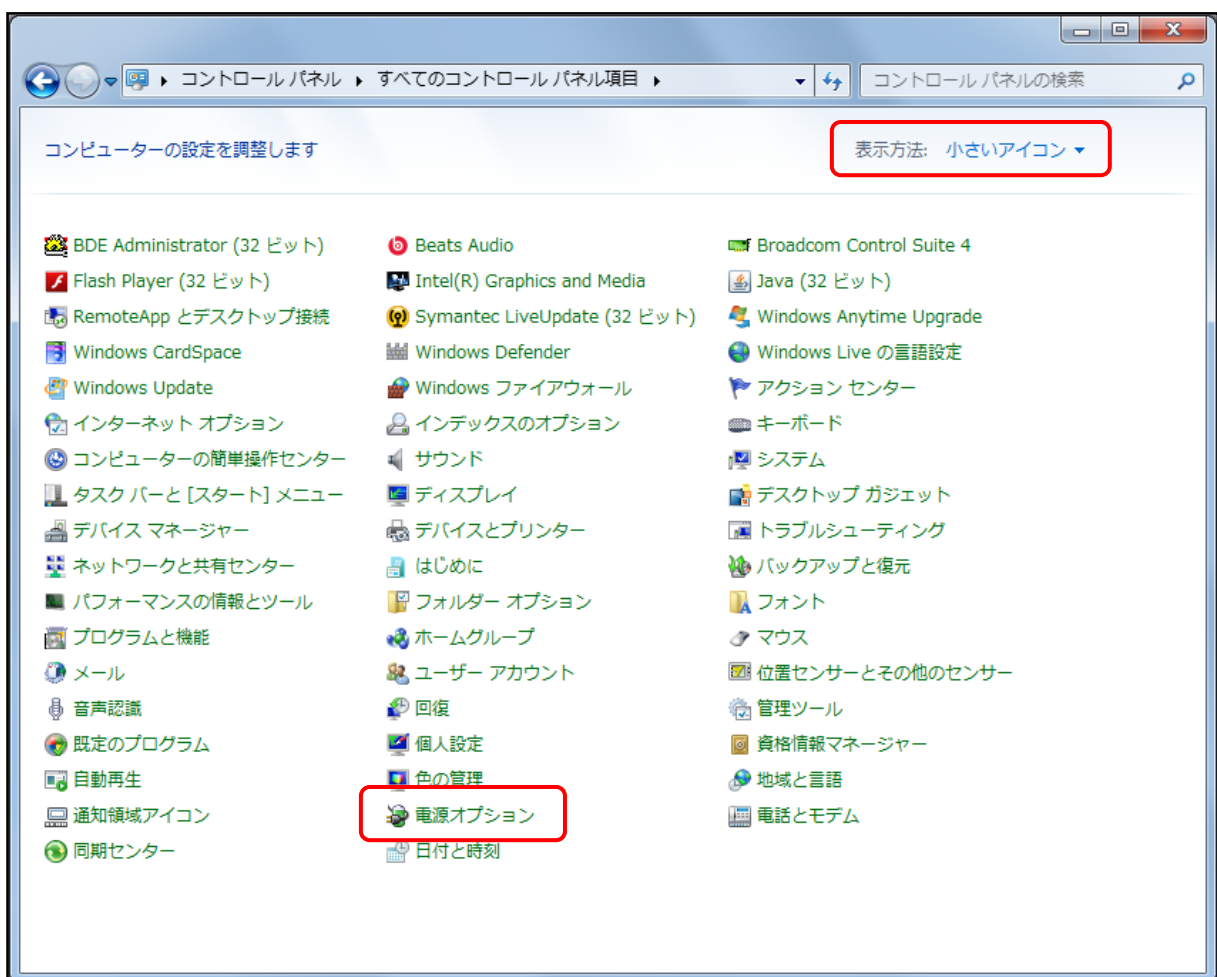 コントロール パネル ▸ すべてのコントロール パネル項目 ▸ コントロール パネルの検索
コンピューターの設定を調整します 表示方法: 小さいアイコン
BDE Administrator (32 ビット) Beats Audio Broadcom Control Suite 4
Flash Player (32 ビット) Intel(R) Graphics and Media Java (32 ビット)
RemoteApp とデスクトップ接続 Symantec LiveUpdate (32 ビット) Windows Anytime Upgrade
Windows CardSpace Windows Defender Windows Live の言語設定
Windows Update Windows ファイアウォール アクション センター
インターネット オプション インデックスのオプション キーボード
コンピューターの簡単操作センター サウンド システム
タスク バーと [スタート] メニュー ディスプレイ デスクトップ ガジェット
デバイス マネージャー デバイスとプリンター トラブルシューティング
ネットワークと共有センター はじめに バックアップと復元
パフォーマンスの情報とツール フォルダー オプション フォント
プログラムと機能 ホームグループ マウス
メール ユーザー アカウント 位置センサーとその他のセンサー
音声認識 回復 管理ツール
既定のプログラム 個人設定 資格情報マネージャー
自動再生 色の管理 地域と言語
通知領域アイコン 電源オプション 電話とモデム
同期センター 日付と時刻